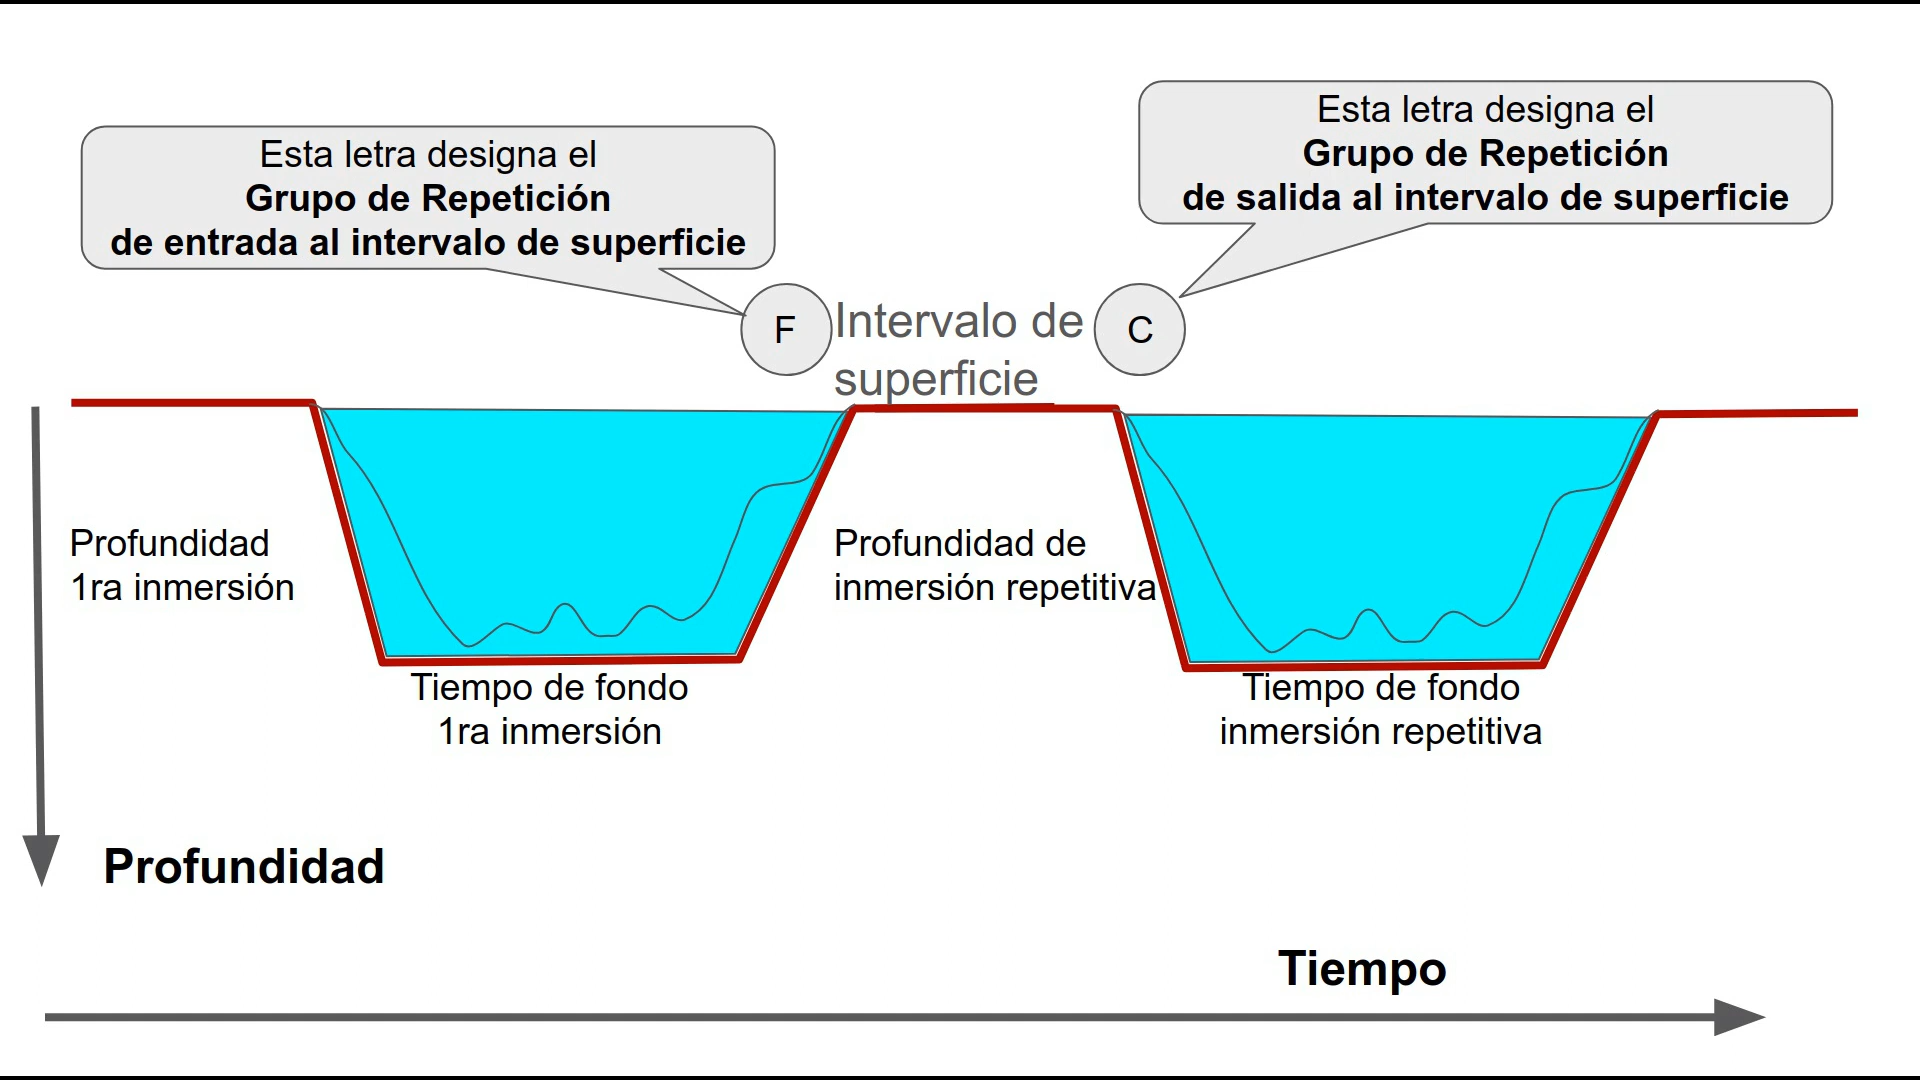 Esta letra designa el
Grupo de Repetición
de entrada al intervalo de superficie
Esta letra designa el
Grupo de Repetición
de salida al intervalo de superficie
F
Intervalo de
superficie
C
Profundidad
1ra inmersión
Profundidad de
inmersión repetitiva
Tiempo de fondo
1ra inmersión
Tiempo de fondo
inmersión repetitiva
Profundidad
Tiempo